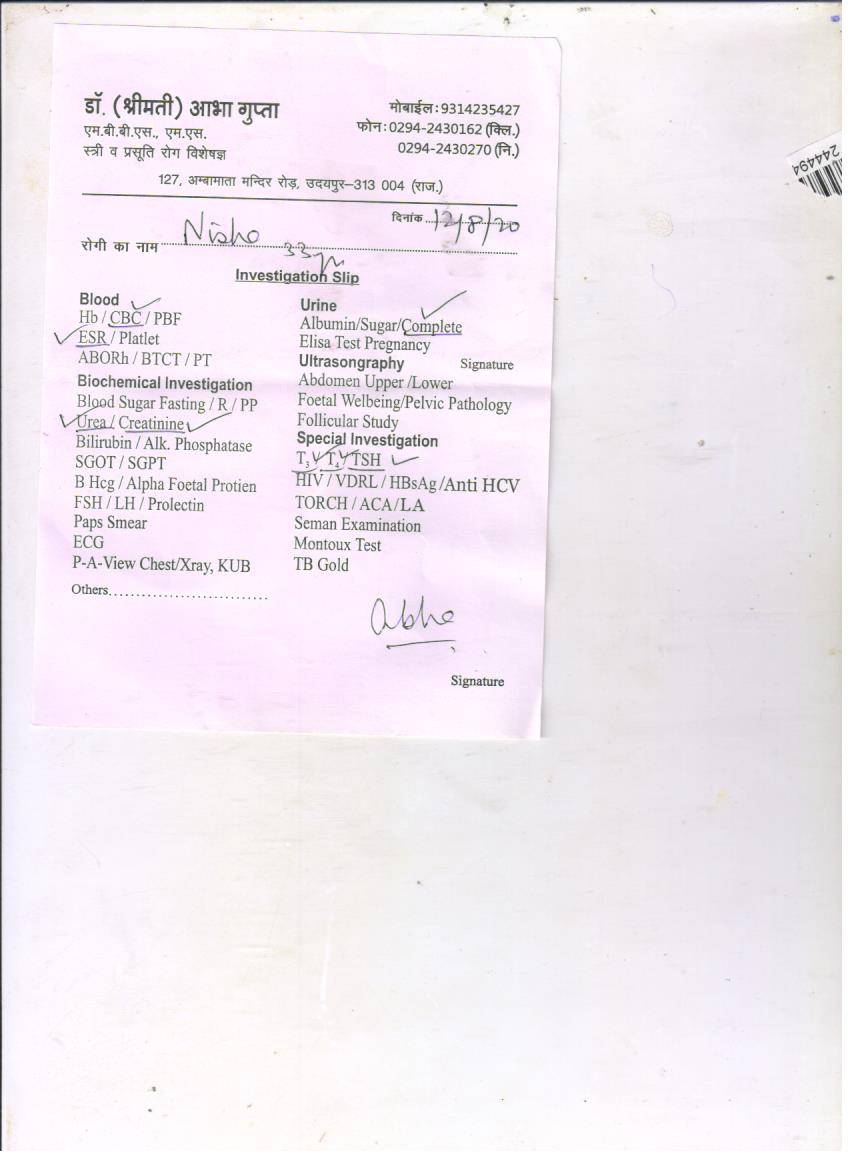 डॉ. (श्रीमती) आभा गुप्ता
एम.बी.बी.एस., एम.एस.
स्त्री व प्रसूति रोग विशेषज्ञ
मोबाईल : 9314235427
फोन : 0294-2430162 (क्लि.)
0294-2430270 (नि.)
127, अम्बामाता मन्दिर रोड़, उदयपुर–313 004 (राज.)
दिनांक 12/8/20
रोगी का नाम Nisha 33yr
Investigation Slip
Blood
Hb / CBC / PBF
ESR / Platlet
ABORh / BTCT / PT
Biochemical Investigation
Blood Sugar Fasting / R / PP
Urea / Creatinine
Bilirubin / Alk. Phosphatase
SGOT / SGPT
B Hcg / Alpha Foetal Protien
FSH / LH / Prolectin
Paps Smear
ECG
P-A-View Chest/Xray, KUB
Others............................
Urine
Albumin/Sugar/Complete
Elisa Test Pregnancy
Ultrasongraphy Signature
Abdomen Upper /Lower
Foetal Welbeing/Pelvic Pathology
Follicular Study
Special Investigation
T3 / T4 / TSH
HIV / VDRL / HBsAg /Anti HCV
TORCH / ACA/LA
Seman Examination
Montoux Test
TB Gold
Abha
Signature
244494